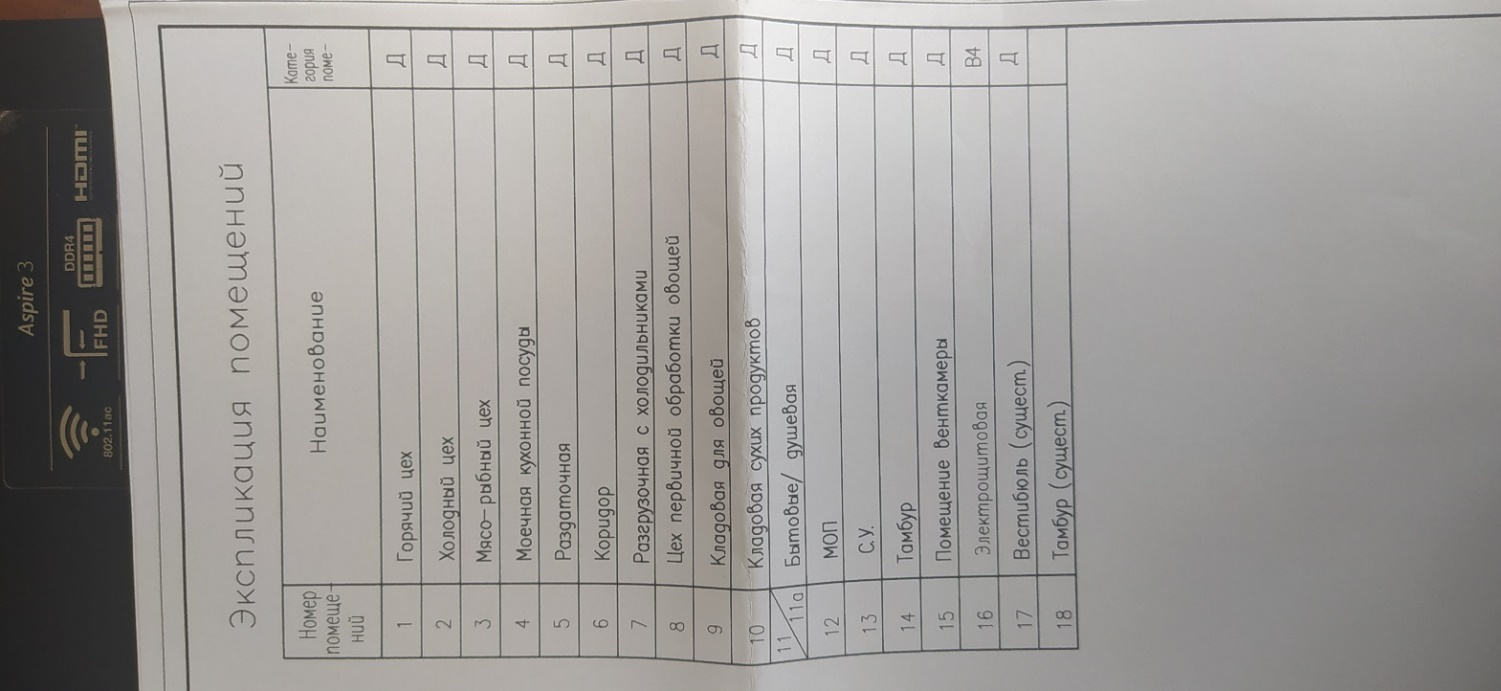 Aspire 3
802.11ac
FHD
DDR4
HDMI
Экспликация помещений
Номер помеще-ний Наименование Кате-гория поме-
1 Горячий цех Д
2 Холодный цех Д
3 Мясо-рыбный цех Д
4 Моечная кухонной посуды Д
5 Раздаточная Д
6 Коридор Д
7 Разгрузочная с холодильниками Д
8 Цех первичной обработки овощей Д
9 Кладовая для овощей Д
10 Кладовая сухих продуктов Д
11/11а Бытовые/ душевая Д
12 МОП Д
13 С.У. Д
14 Тамбур Д
15 Помещение венткамеры Д
16 Электрощитовая В4
17 Вестибюль (сущест.) Д
18 Тамбур (сущест.)